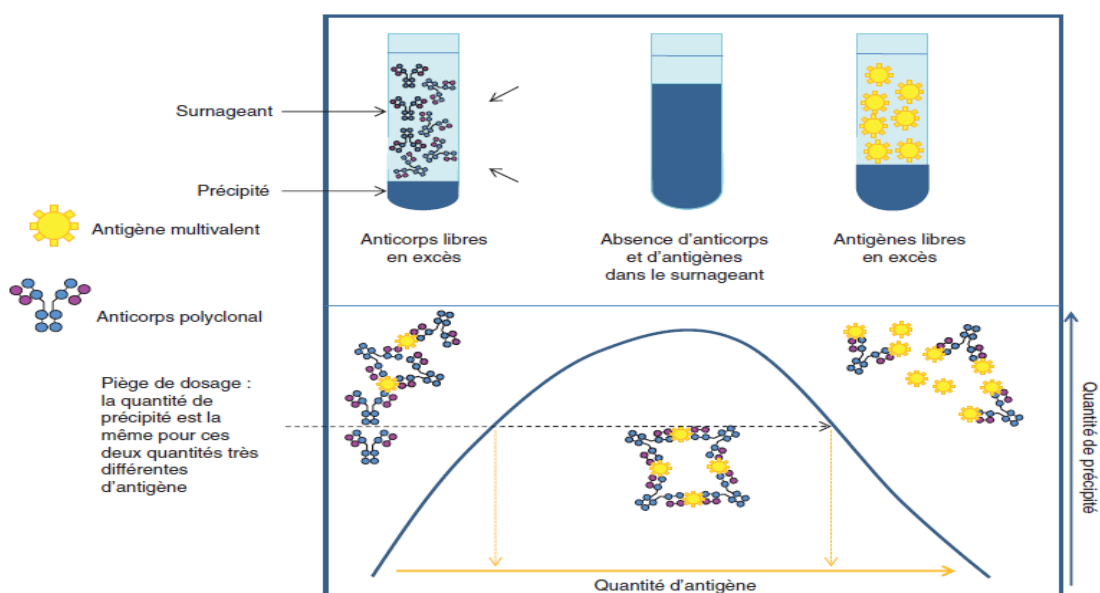 Surnageant
Précipité
Antigène multivalent
Anticorps polyclonal
Anticorps libres
en excès
Absence d'anticorps
et d'antigènes
dans le surnageant
Antigènes libres
en excès
Piège de dosage :
la quantité de
précipité est la
même pour ces
deux quantités très
différentes
d'antigène
Quantité d'antigène
Quantité de précipité